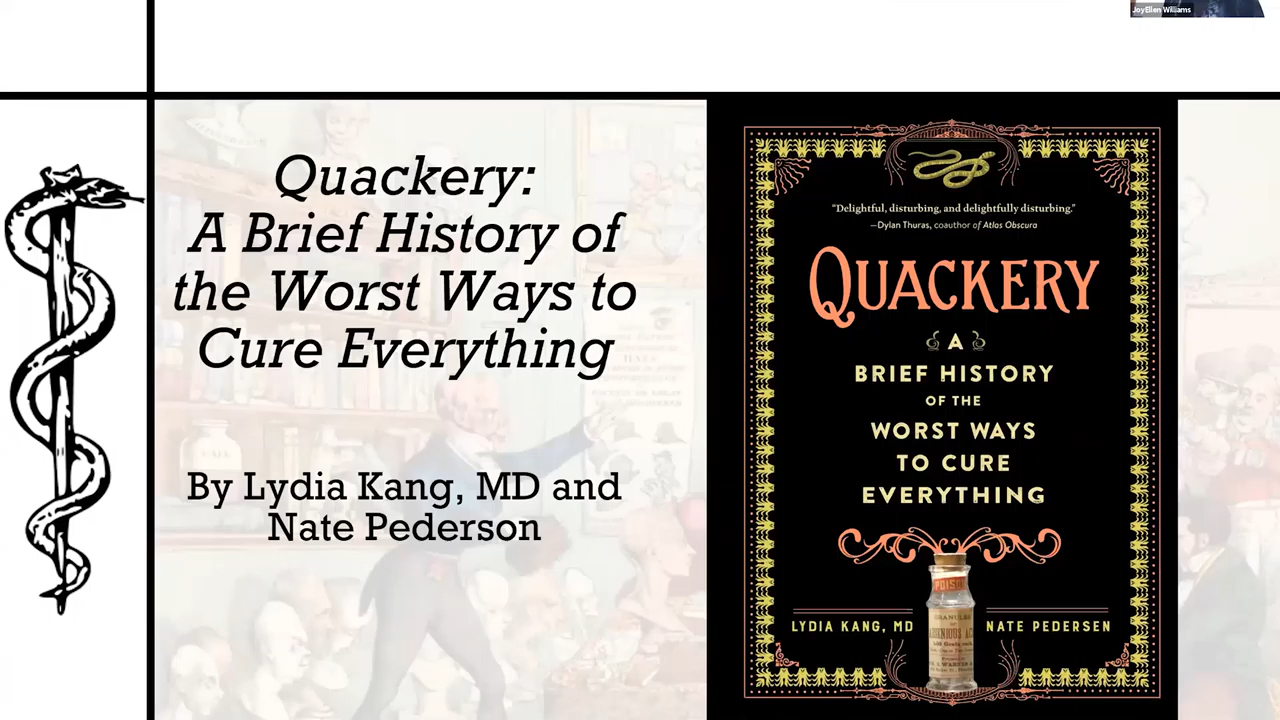 JoyEllen Williams
Quackery:
A Brief History of
the Worst Ways to
Cure Everything
By Lydia Kang, MD and
Nate Pederson
“Delightful, disturbing, and delightfully disturbing.”
—Dylan Thuras, coauthor of Atlas Obscura
QUACKERY
A
BRIEF HISTORY
OF THE
WORST WAYS
TO CURE
EVERYTHING
POISON
GRANULES
LYDIA KANG, MD
NATE PEDERSEN